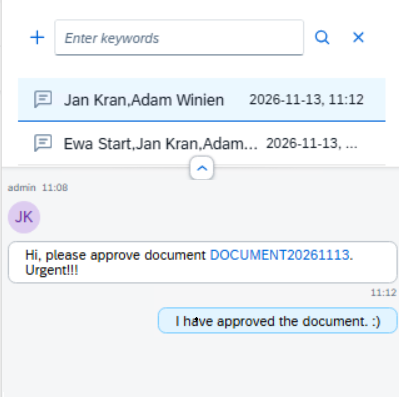 Enter keywords
Jan Kran,Adam Winien 2026-11-13, 11:12
Ewa Start,Jan Kran,Adam... 2026-11-13, ...
admin 11:08
JK
Hi, please approve document DOCUMENT20261113.
Urgent!!!
11:12
I have approved the document. :)